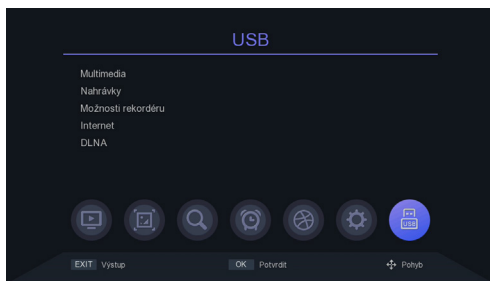 USB
Multimedia
Nahrávky
Možnosti rekordéru
Internet
DLNA
USB
EXIT Výstup
OK Potvrdit
Pohyb